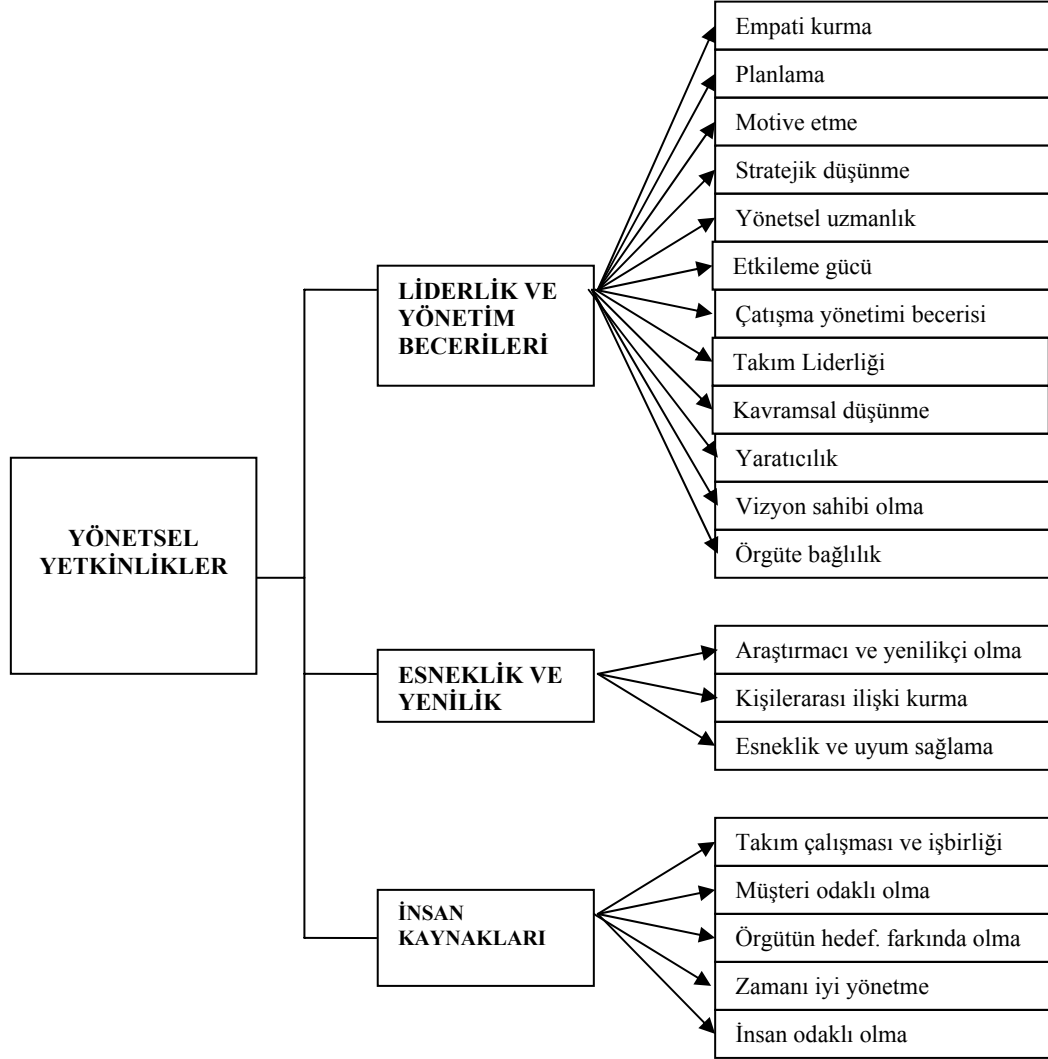 Empati kurma
Planlama
Motive etme
Stratejik düşünme
Yönetsel uzmanlık
Etkileme gücü
LİDERLİK VE
YÖNETİM
BECERİLERİ
Çatışma yönetimi becerisi
Takım Liderliği
Kavramsal düşünme
Yaratıcılık
Vizyon sahibi olma
Örgüte bağlılık
YÖNETSEL
YETKİNLİKLER
ESNEKLİK VE
YENİLİK
Araştırmacı ve yenilikçi olma
Kişilerarası ilişki kurma
Esneklik ve uyum sağlama
İNSAN
KAYNAKLARI
Takım çalışması ve işbirliği
Müşteri odaklı olma
Örgütün hedef. farkında olma
Zamanı iyi yönetme
İnsan odaklı olma